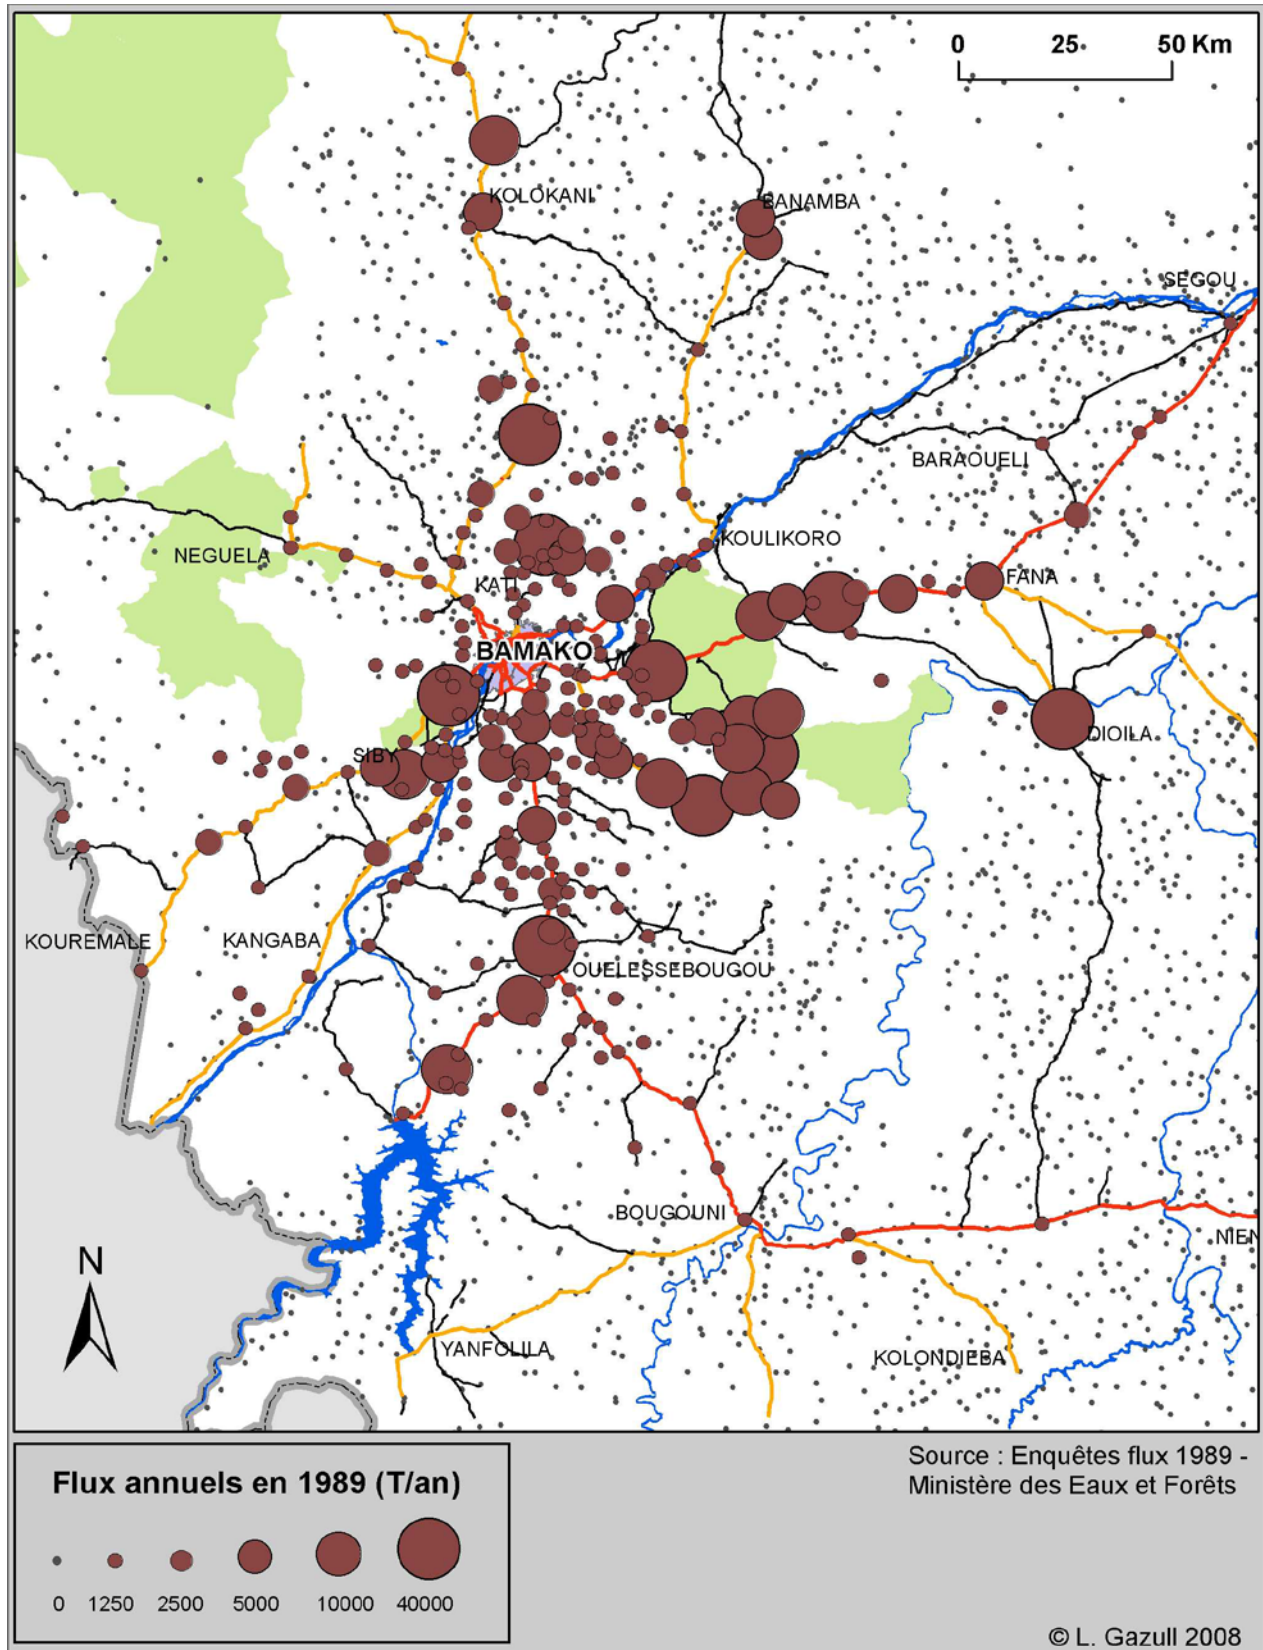 0 25 50 Km
KOLOKANI
BANAMBA
SEGOU
BARAOUELI
KOULIKORO
NEGUELA
FANA
KATI
BAMAKO
DIOILA
SIBY
KOUREMALE
KANGABA
OUELESSEBOUGOU
BOUGOUNI
NIEN
N
YANFOLILA
KOLONDIEBA
Source : Enquêtes flux 1989 -
Ministère des Eaux et Forêts
Flux annuels en 1989 (T/an)
0 1250 2500 5000 10000 40000
© L. Gazull 2008